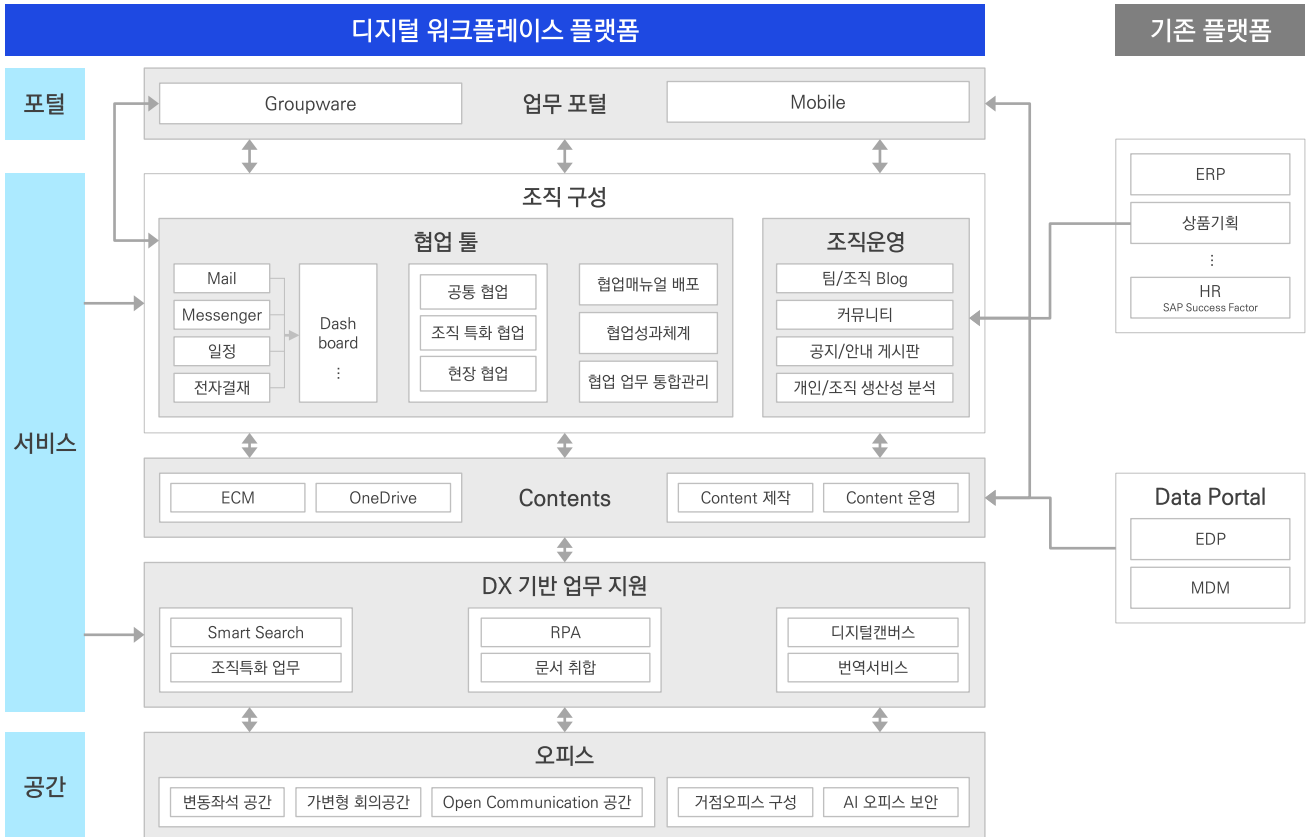 디지털 워크플레이스 플랫폼
기존 플랫폼
포털
Groupware
업무 포털
Mobile
서비스
조직 구성
협업 툴
Mail
Messenger
일정
전자결재
Dash
board
⋮
공통 협업
조직 특화 협업
현장 협업
협업매뉴얼 배포
협업성과체계
협업 업무 통합관리
조직운영
팀/조직 Blog
커뮤니티
공지/안내 게시판
개인/조직 생산성 분석
ECM
OneDrive
Contents
Content 제작
Content 운영
DX 기반 업무 지원
Smart Search
조직특화 업무
RPA
문서 취합
디지털캔버스
번역서비스
공간
오피스
변동좌석 공간
가변형 회의공간
Open Communication 공간
거점오피스 구성
AI 오피스 보안
ERP
상품기획
⋮
HR
SAP Success Factor
Data Portal
EDP
MDM